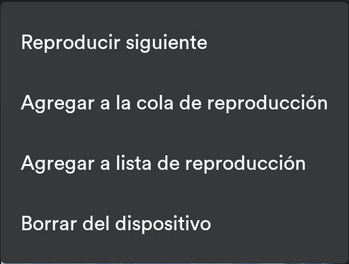 Reproducir siguiente
Agregar a la cola de reproducción
Agregar a lista de reproducción
Borrar del dispositivo